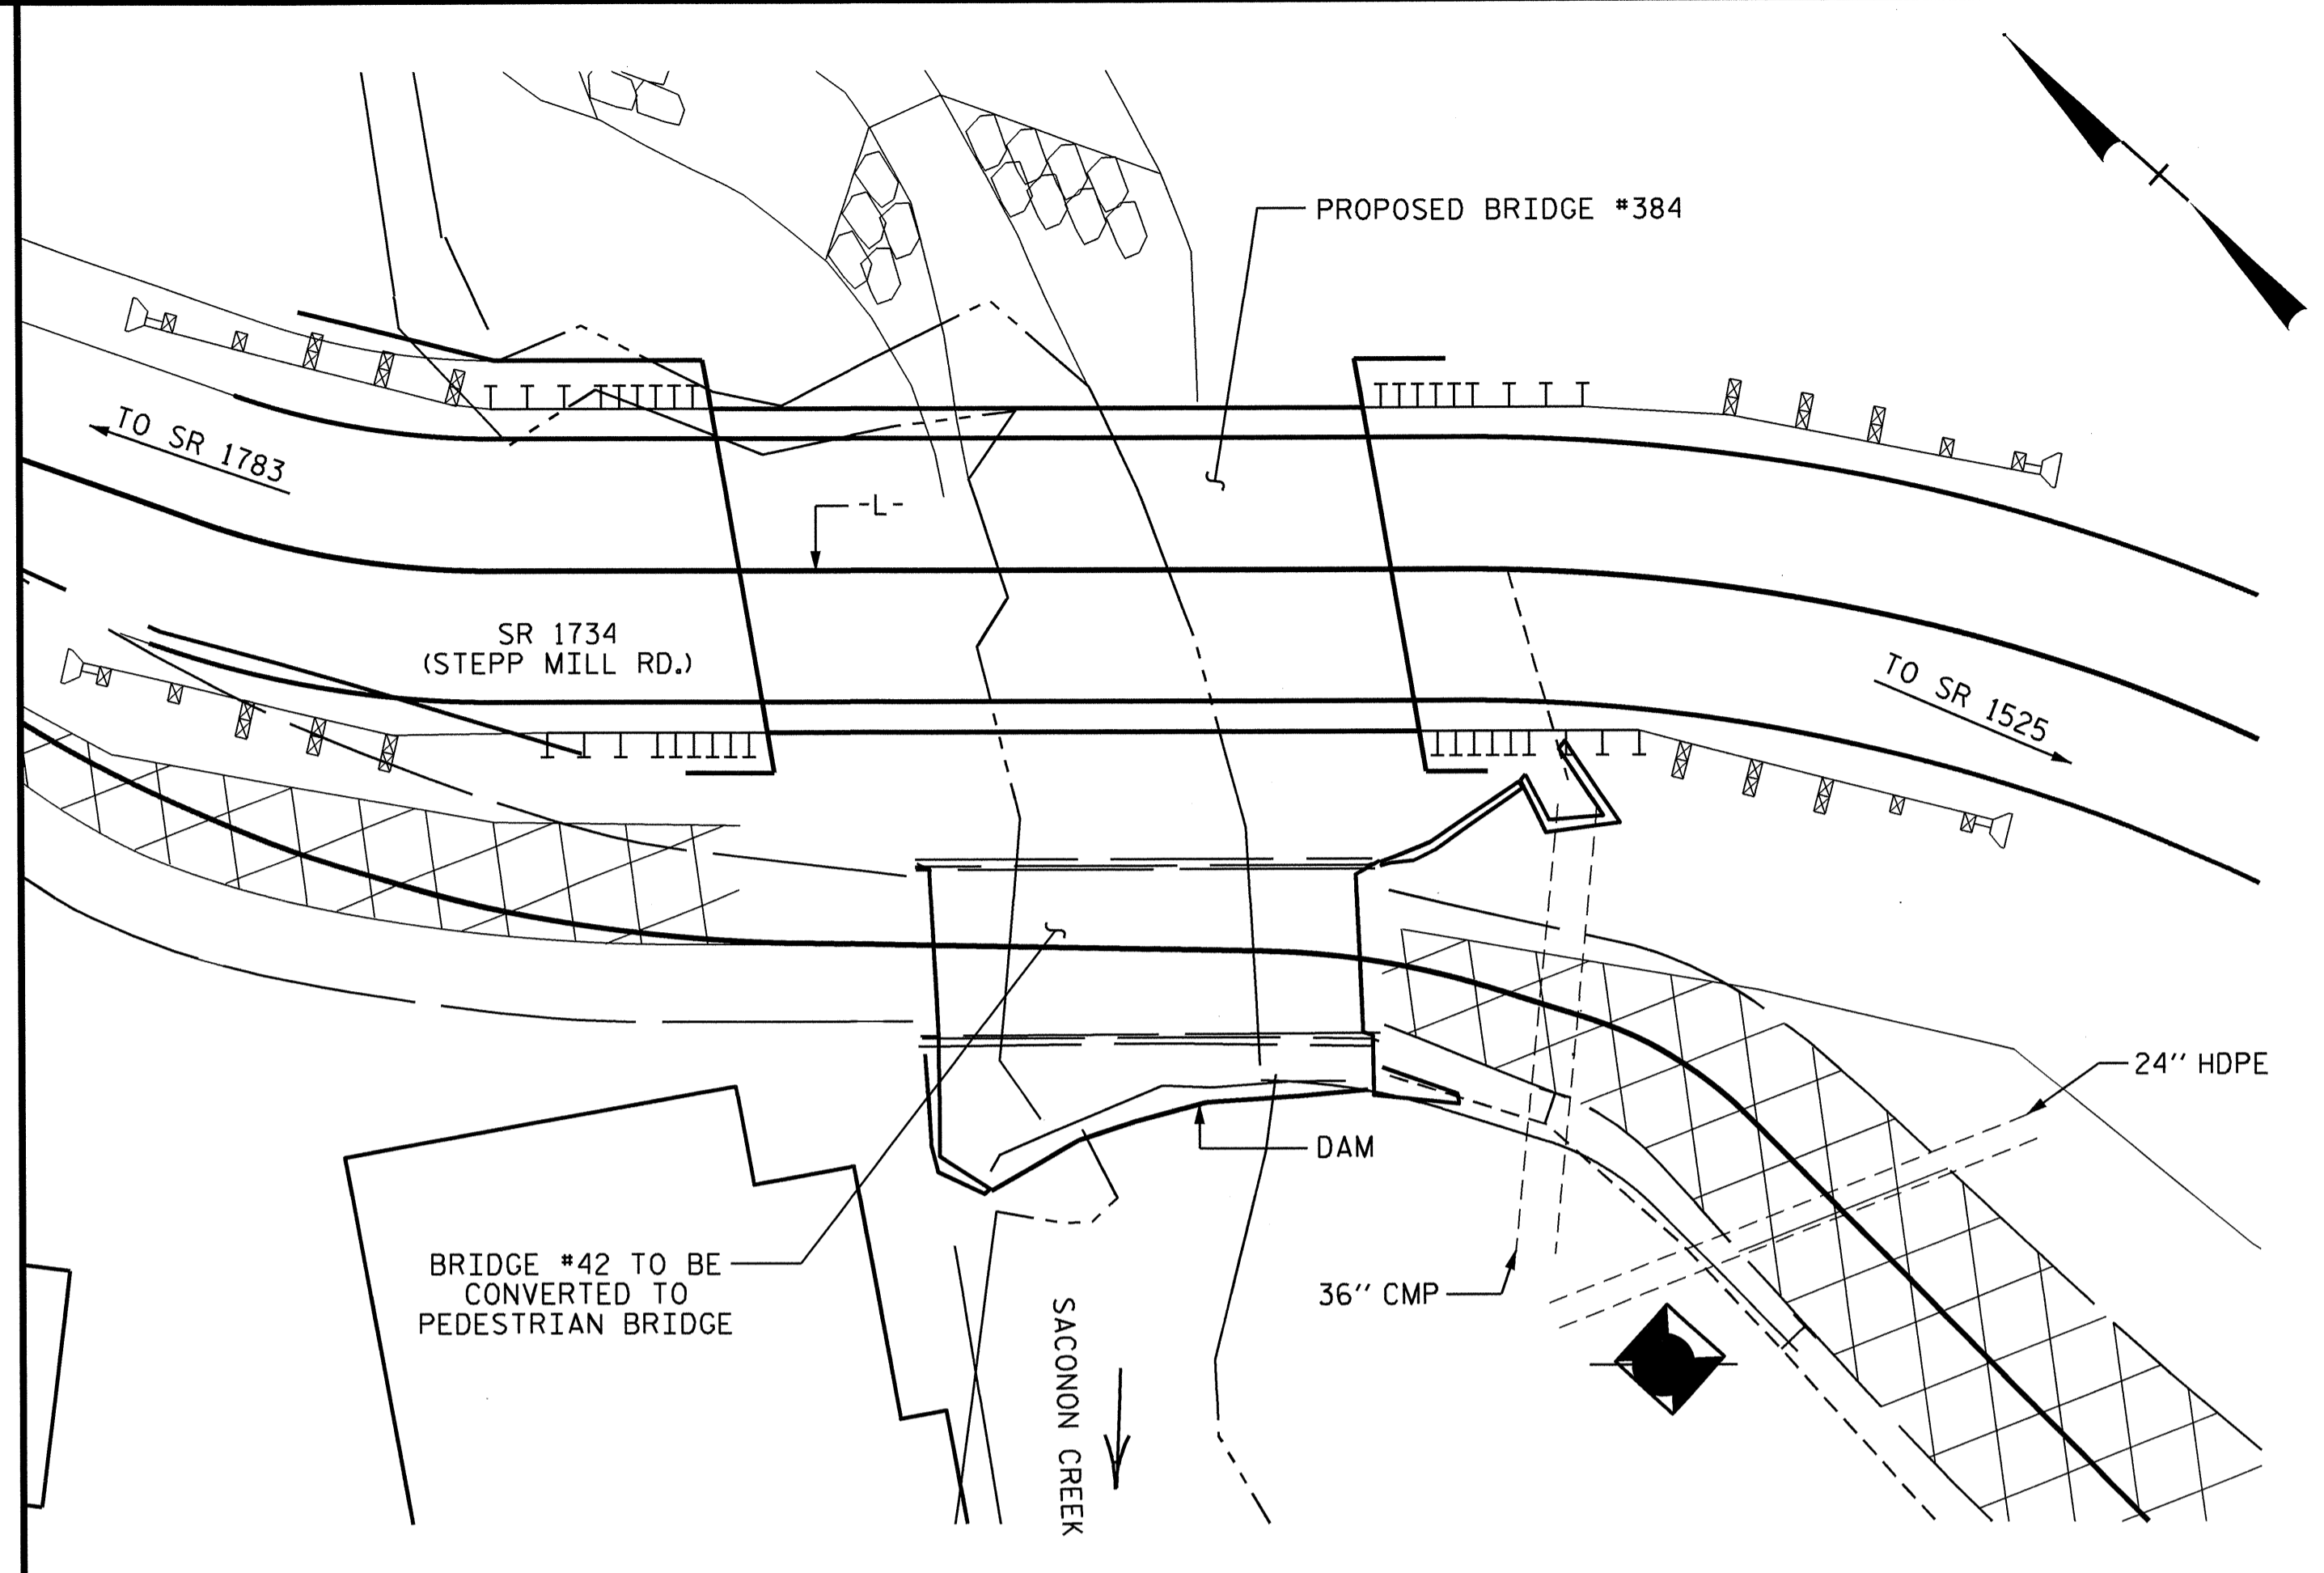 PROPOSED BRIDGE #384
TO SR 1783
-L-
SR 1734
(STEPP MILL RD.)
TO SR 1525
24" HDPE
DAM
BRIDGE #42 TO BE
CONVERTED TO
PEDESTRIAN BRIDGE
36" CMP
SACONON CREEK